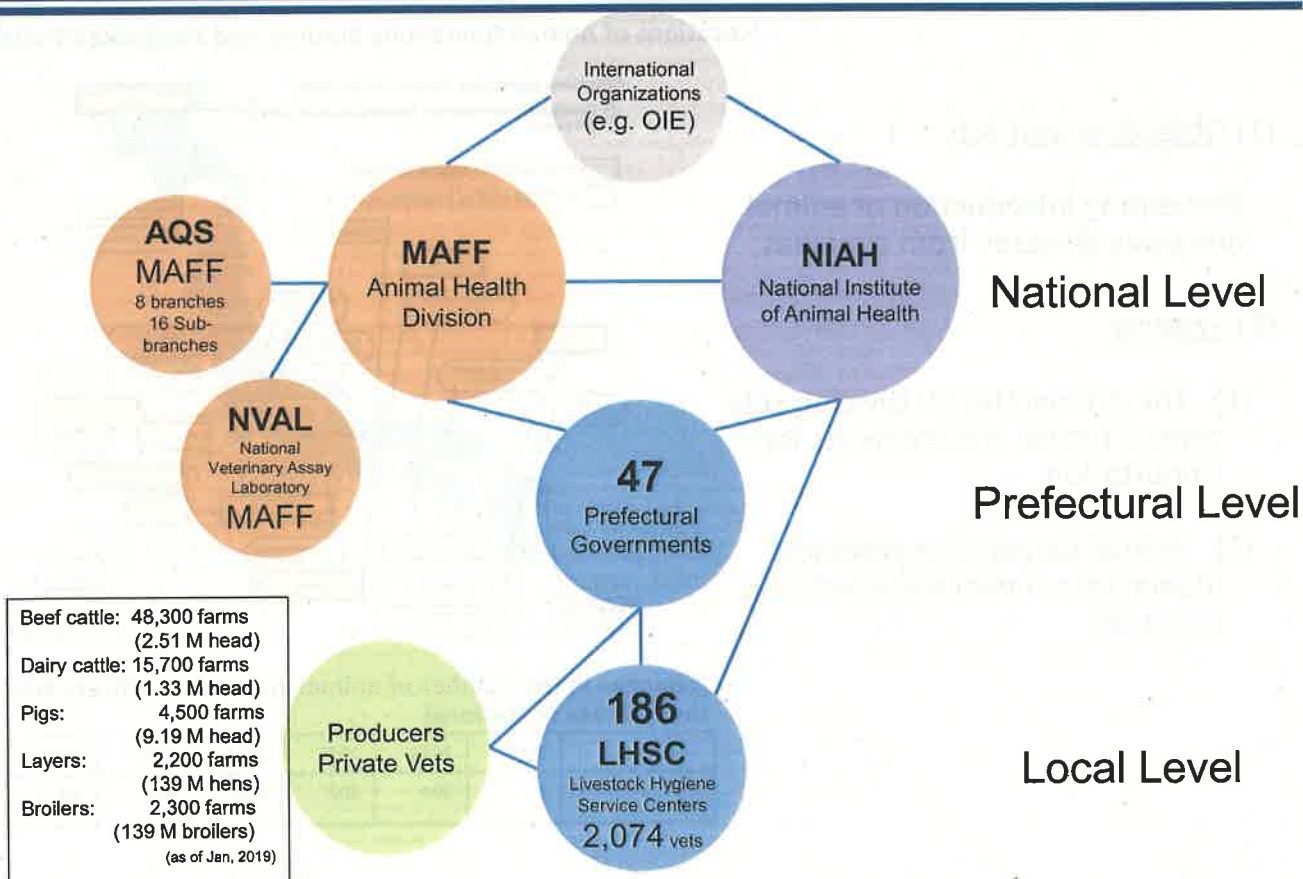 International
Organizations
(e.g. OIE)
AQS
MAFF
8 branches
16 Sub-
branches
MAFF
Animal Health
Division
NIAH
National Institute
of Animal Health
National Level
NVAL
National
Veterinary Assay
Laboratory
MAFF
47
Prefectural
Governments
Prefectural Level
Beef cattle: 48,300 farms
(2.51 M head)
Dairy cattle: 15,700 farms
(1.33 M head)
Pigs: 4,500 farms
(9.19 M head)
Layers: 2,200 farms
(139 M hens)
Broilers: 2,300 farms
(139 M broilers)
(as of Jan, 2019)
Producers
Private Vets
186
LHSC
Livestock Hygiene
Service Centers
2,074 vets
Local Level